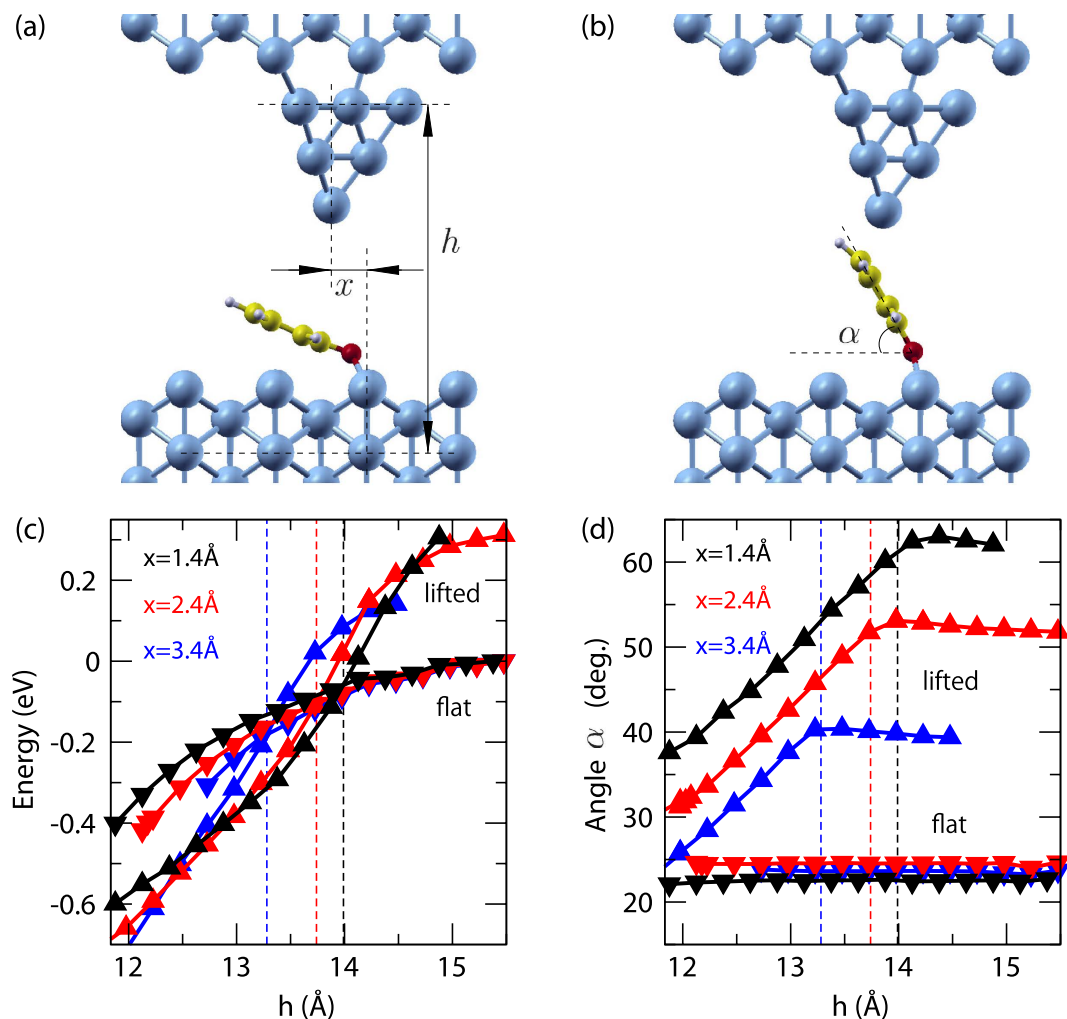 (a)
(b)
h
x
α
(c)
x=1.4Å
x=2.4Å
x=3.4Å
lifted
flat
0.2
0
-0.2
-0.4
-0.6
Energy (eV)
12 13 14 15
h (Å)
(d)
x=1.4Å
x=2.4Å
x=3.4Å
lifted
flat
60
50
40
30
20
Angle α (deg.)
12 13 14 15
h (Å)